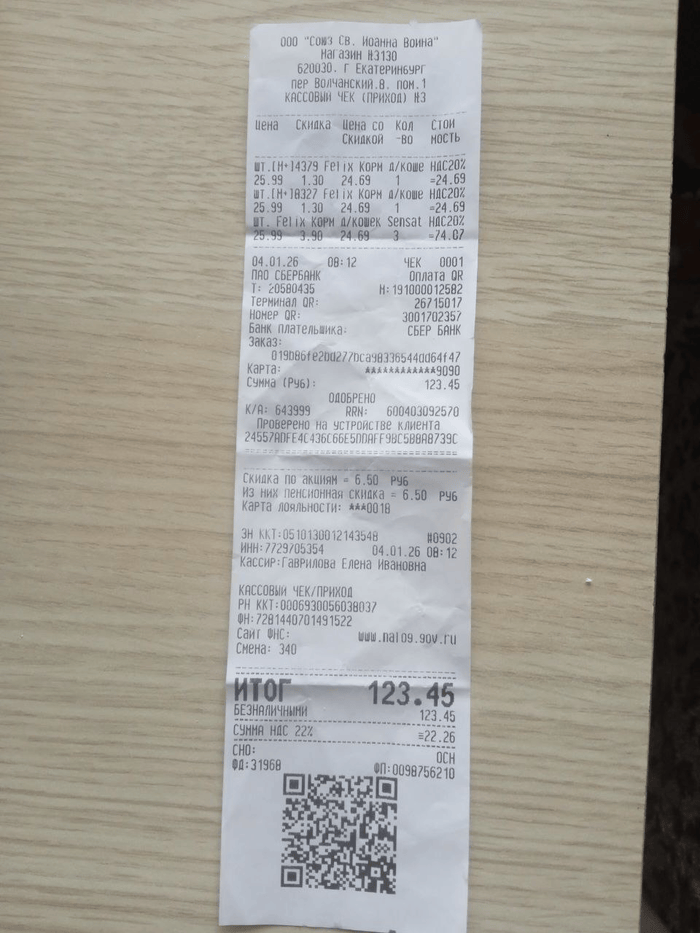 ООО "Союз Св. Иоанна Воина"
Магазин №3130
620030. г Екатеринбург
пер Волчанский.8. пом.1
КАССОВЫЙ ЧЕК (ПРИХОД) №3
Цена Скидка Цена со Кол Стои
Скидкой -во мость
шт.[М+]4379 Felix Корм д/коше НДС20%
25.99 1.30 24.69 1 =24.69
шт.[М+]8327 Felix Корм д/коше НДС20%
25.99 1.30 24.69 1 =24.69
шт. Felix Корм д/кошек Sensat НДС20%
25.99 3.90 24.69 3 =74.07
04.01.26 08:12 ЧЕК 0001
ПАО СБЕРБАНК Оплата QR
Т: 20580435 М:191000012582
Терминал QR: 26715017
Номер QR: 3001702357
Банк плательщика: СБЕР БАНК
Заказ:
019b86fe2bd277bca98336544dd64f47
Карта: ************9090
Сумма (Руб): 123.45
ОДОБРЕНО
К/А: 643999 RRN: 600403092570
Проверено на устройстве клиента
24557ADFE4C436C66E5DDAFF9BC5B8AB739C
Скидка по акциям = 6.50 РУБ
Из них пенсионная скидка = 6.50 РУБ
Карта лояльности: ***0018
ЗН ККТ:0510130012143548 #0902
ИНН:7729705354 04.01.26 08:12
Кассир:Гаврилова Елена Ивановна
КАССОВЫЙ ЧЕК/ПРИХОД
РН ККТ:0006930056038037
ФН:7281440701491522
Сайт ФНС: www.nalog.gov.ru
Смена: 340
ИТОГ 123.45
БЕЗНАЛИЧНЫМИ 123.45
СУММА НДС 22% =22.26
СНО: ОСН
ФД:31968 ФП:0098756210